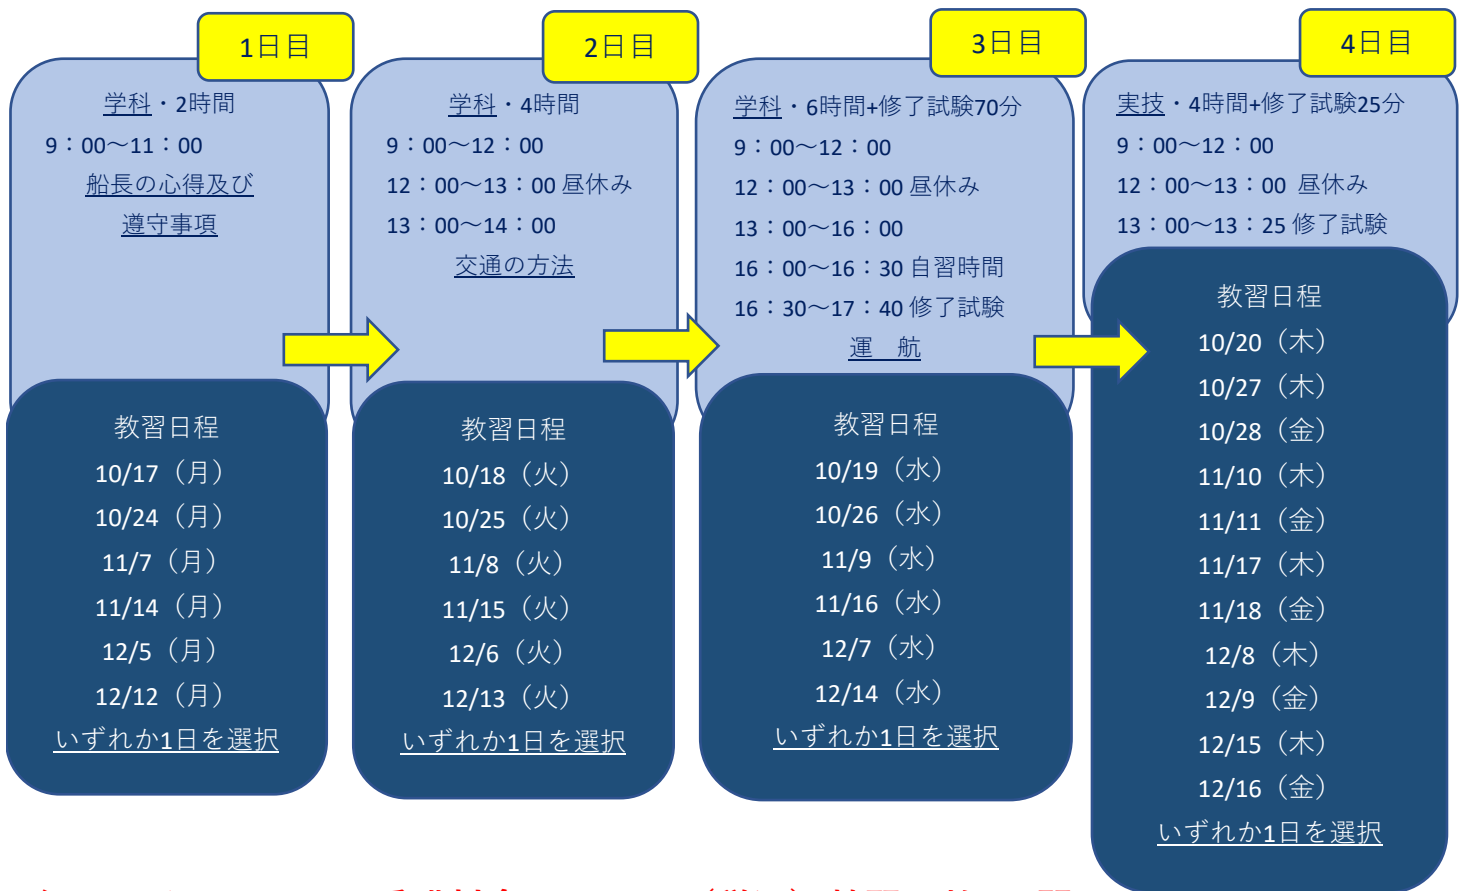 1日目
学科・2時間
9：00～11：00
船長の心得及び
遵守事項
教習日程
10/17（月）
10/24（月）
11/7（月）
11/14（月）
12/5（月）
12/12（月）
いずれか1日を選択
2日目
学科・4時間
9：00～12：00
12：00～13：00 昼休み
13：00～14：00
交通の方法
教習日程
10/18（火）
10/25（火）
11/8（火）
11/15（火）
12/6（火）
12/13（火）
いずれか1日を選択
3日目
学科・6時間+修了試験70分
9：00～12：00
12：00～13：00 昼休み
13：00～16：00
16：00～16：30 自習時間
16：30～17：40 修了試験
運　航
教習日程
10/19（水）
10/26（水）
11/9（水）
11/16（水）
12/7（水）
12/14（水）
いずれか1日を選択
4日目
実技・4時間+修了試験25分
9：00～12：00
12：00～13：00 昼休み
13：00～13：25 修了試験
教習日程
10/20（木）
10/27（木）
10/28（金）
11/10（木）
11/11（金）
11/17（木）
11/18（金）
12/8（木）
12/9（金）
12/15（木）
12/16（金）
いずれか1日を選択